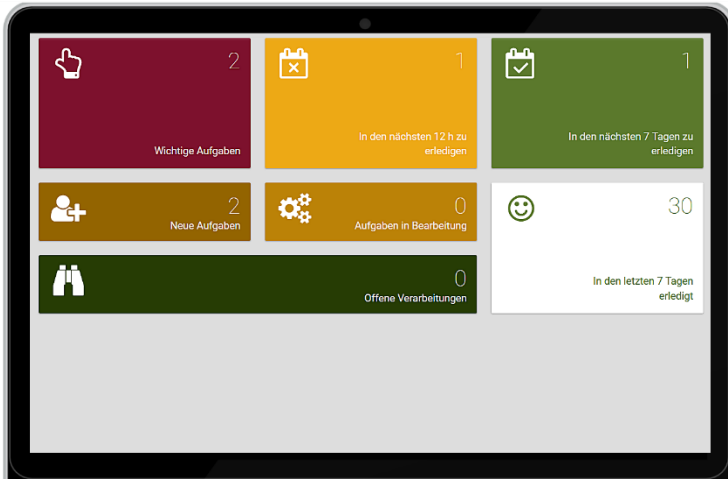 2
Wichtige Aufgaben
1
In den nächsten 12 h zu
erledigen
1
In den nächsten 7 Tagen zu
erledigen
2
Neue Aufgaben
0
Aufgaben in Bearbeitung
30
In den letzten 7 Tagen
erledigt
0
Offene Verarbeitungen